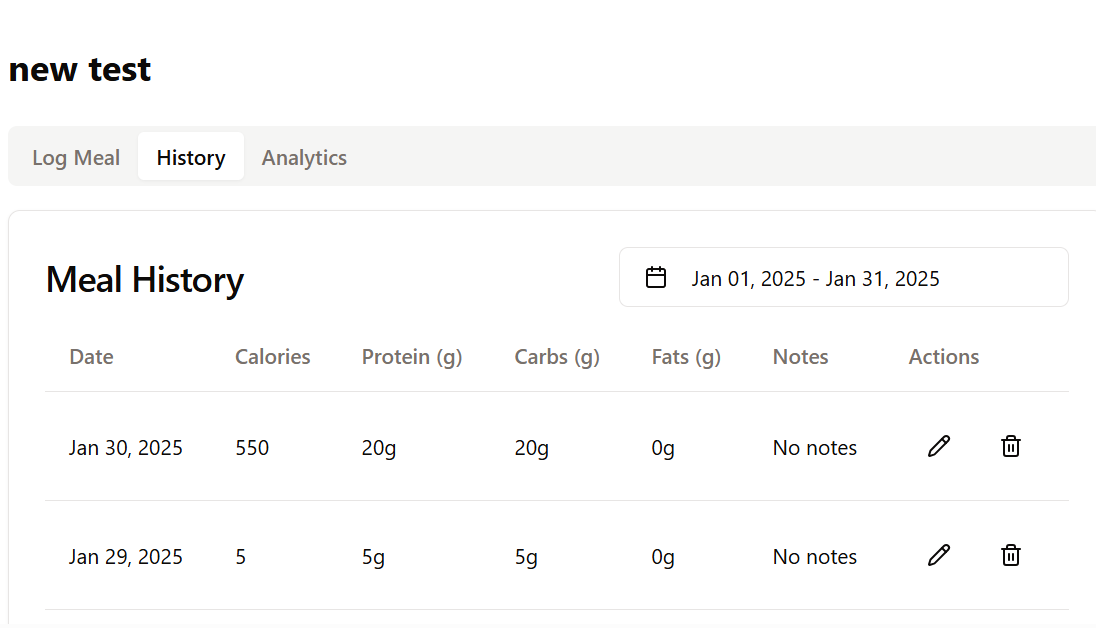 new test
Log Meal History Analytics
Meal History
Jan 01, 2025 - Jan 31, 2025
Date Calories Protein (g) Carbs (g) Fats (g) Notes Actions
Jan 30, 2025 550 20g 20g 0g No notes
Jan 29, 2025 5 5g 5g 0g No notes